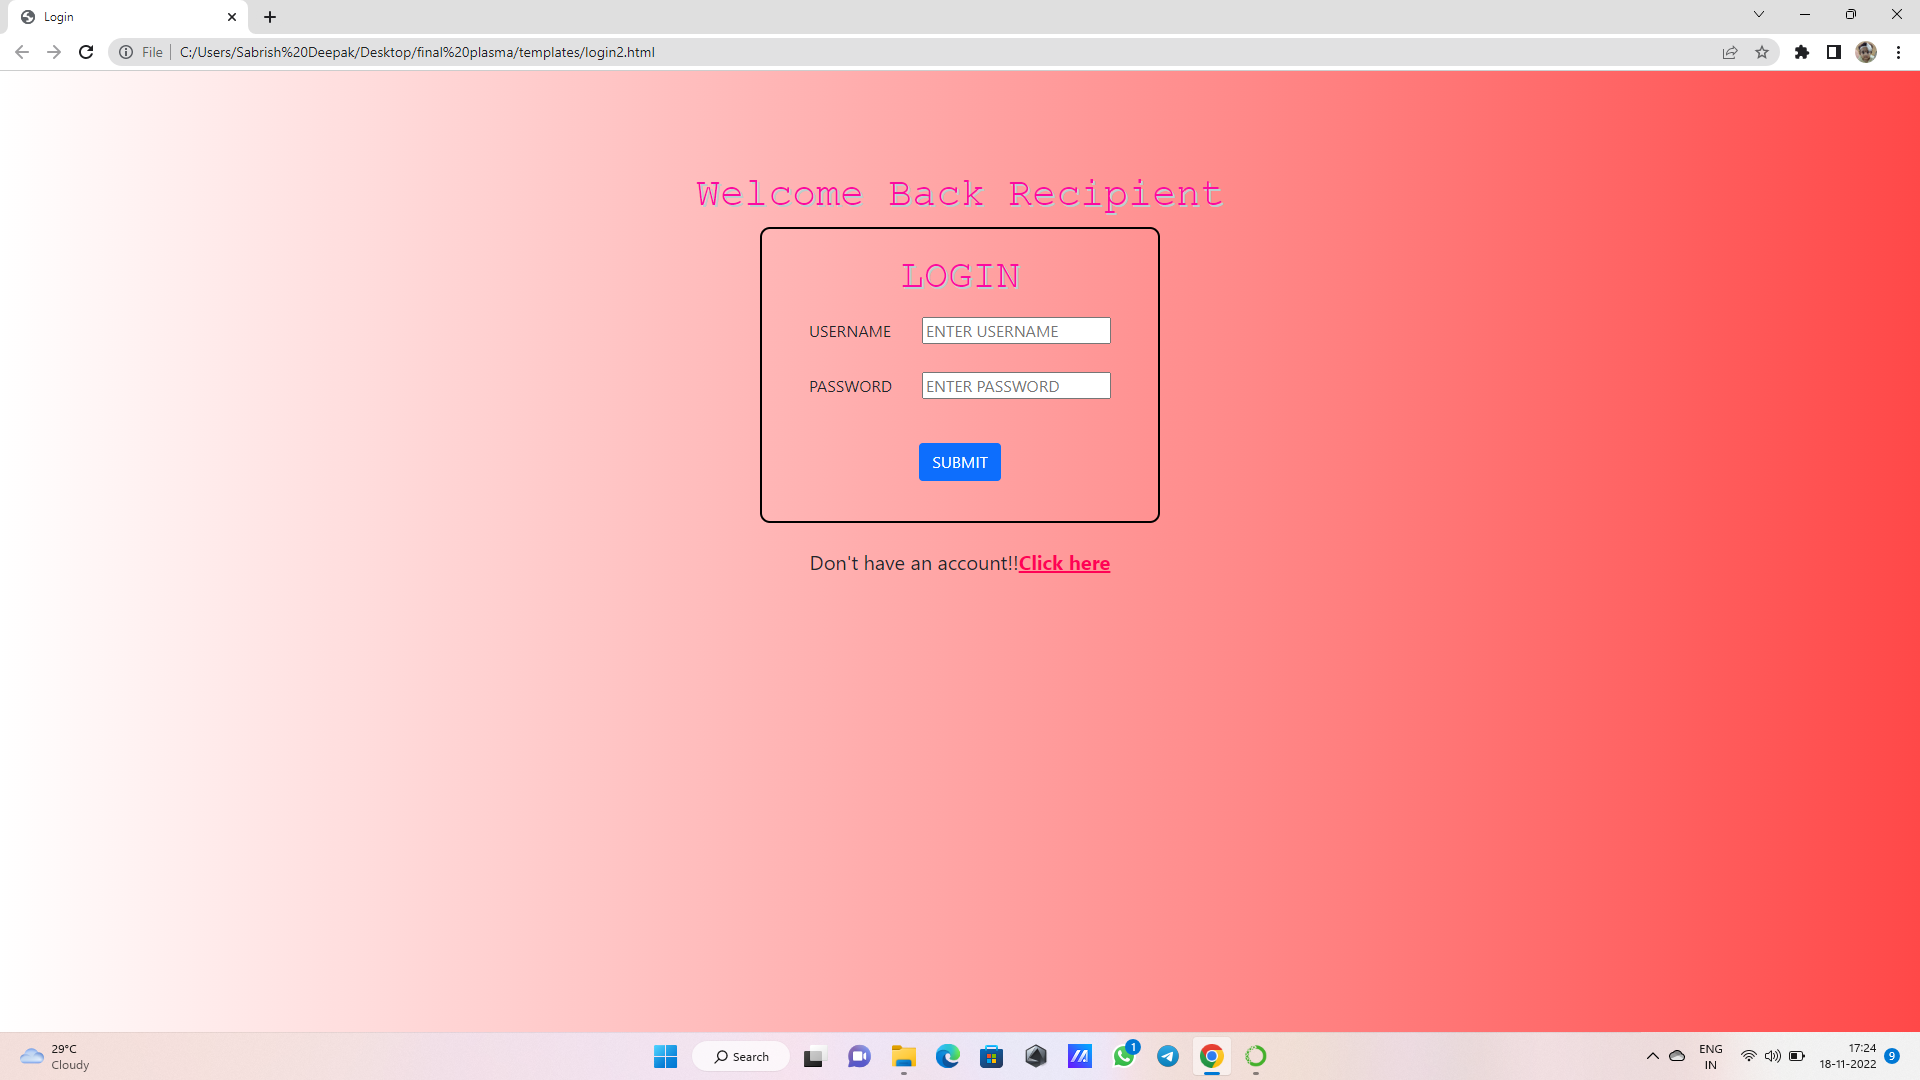 Login
File
C:/Users/Sabrish%20Deepak/Desktop/final%20plasma/templates/login2.html
Welcome Back Recipient
LOGIN
USERNAME ENTER USERNAME
PASSWORD ENTER PASSWORD
SUBMIT
Don't have an account!!Click here
29°C
Cloudy
Search
1
ENG
IN
17:24
18-11-2022
9